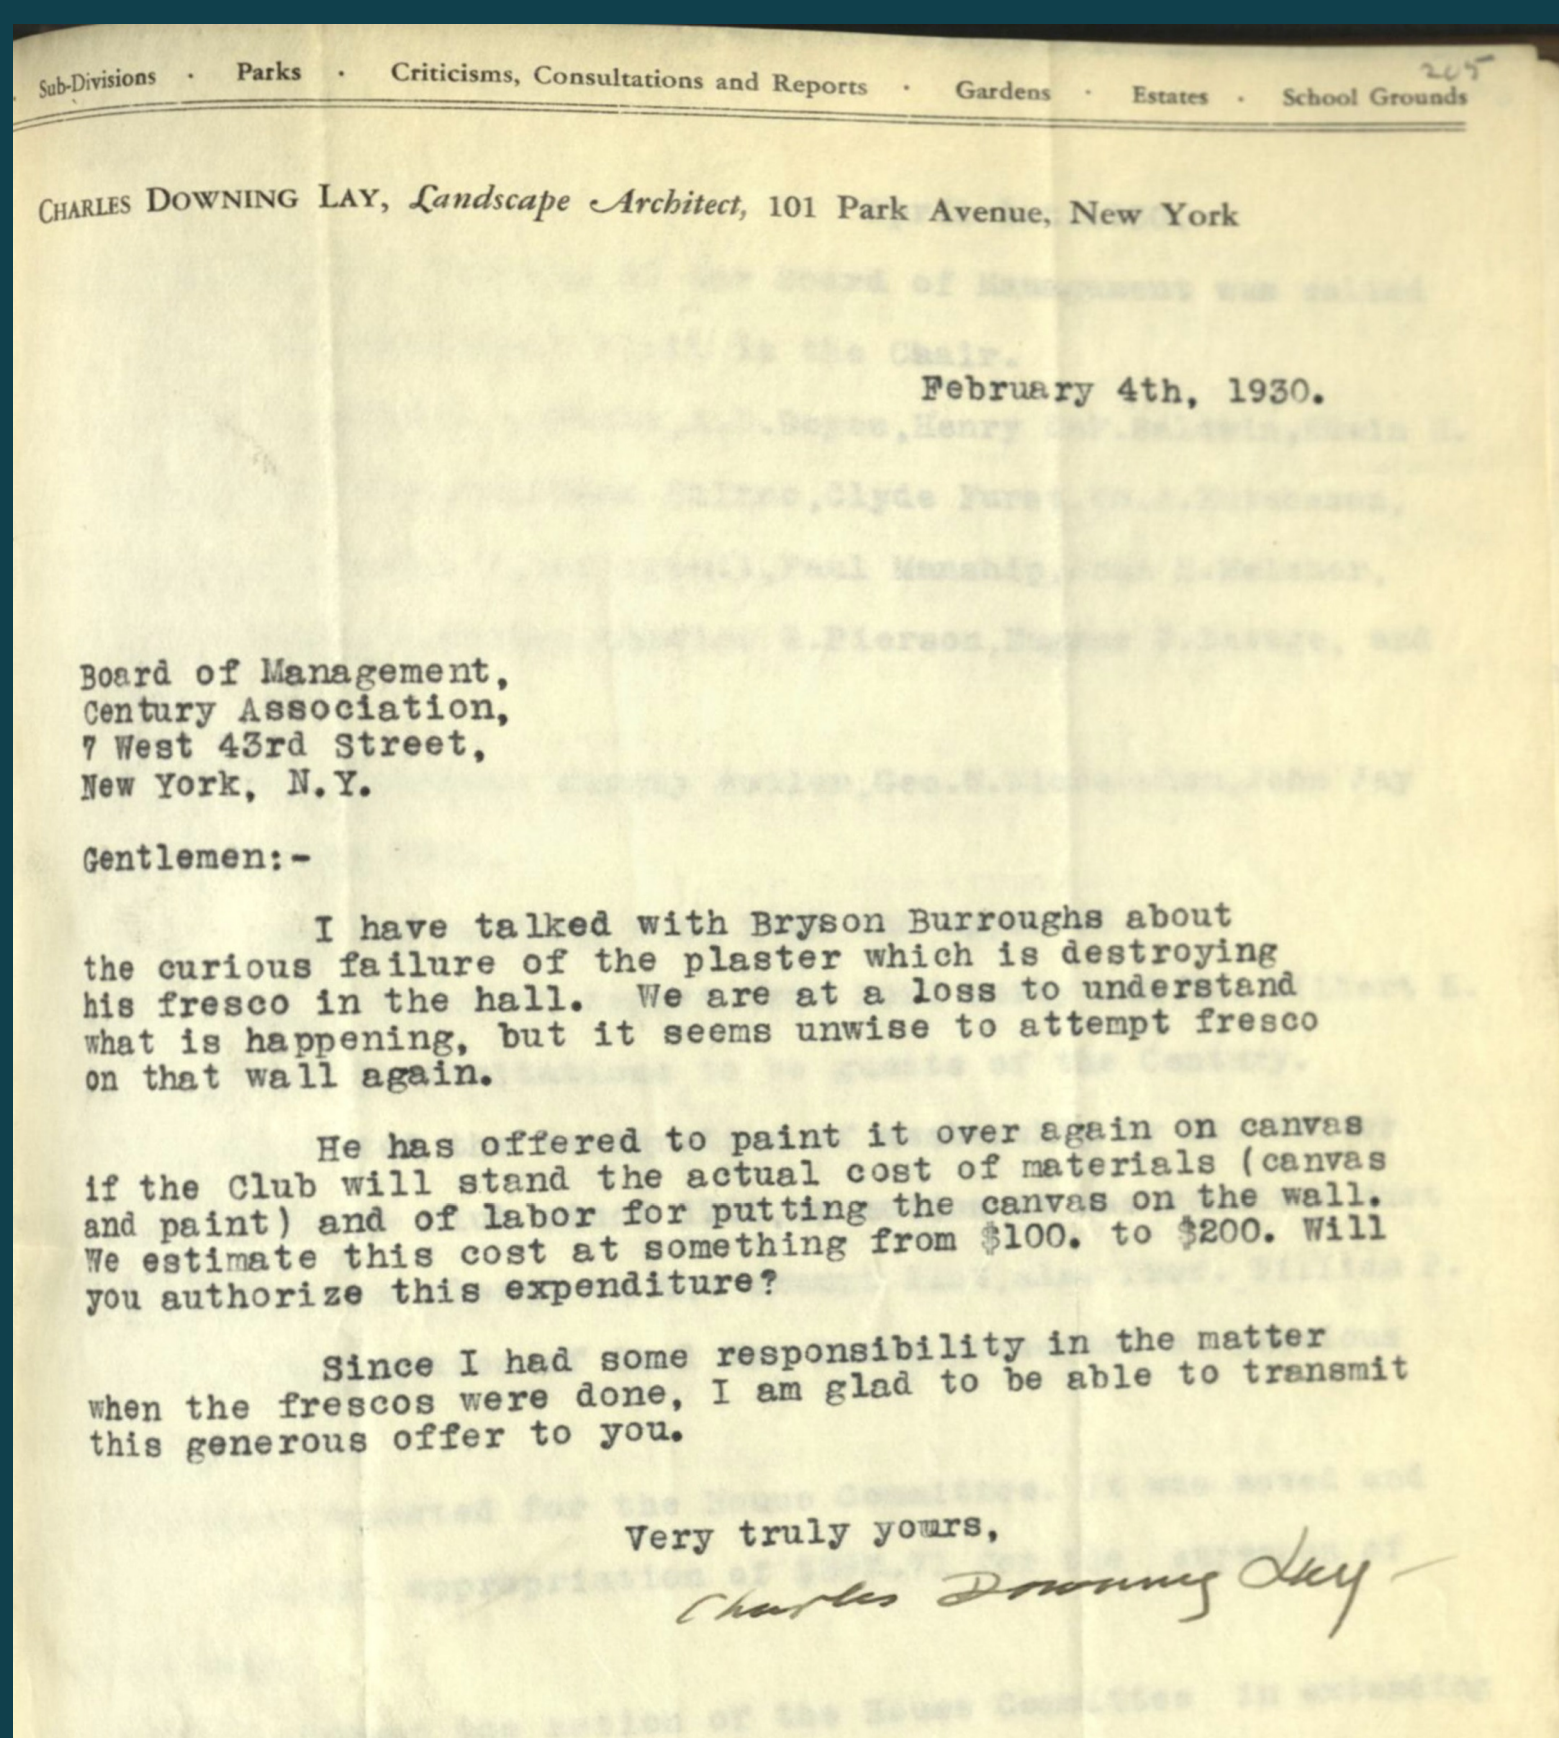 Sub-Divisions · Parks · Criticisms, Consultations and Reports · Gardens · Estates · School Grounds
205
CHARLES DOWNING LAY, Landscape Architect, 101 Park Avenue, New York
February 4th, 1930.
Board of Management,
Century Association,
7 West 43rd Street,
New York, N.Y.
Gentlemen:-
I have talked with Bryson Burroughs about
the curious failure of the plaster which is destroying
his fresco in the hall. We are at a loss to understand
what is happening, but it seems unwise to attempt fresco
on that wall again.
He has offered to paint it over again on canvas
if the Club will stand the actual cost of materials (canvas
and paint) and of labor for putting the canvas on the wall.
We estimate this cost at something from $100. to $200. Will
you authorize this expenditure?
Since I had some responsibility in the matter
when the frescos were done, I am glad to be able to transmit
this generous offer to you.
Very truly yours,
Charles Downing Lay